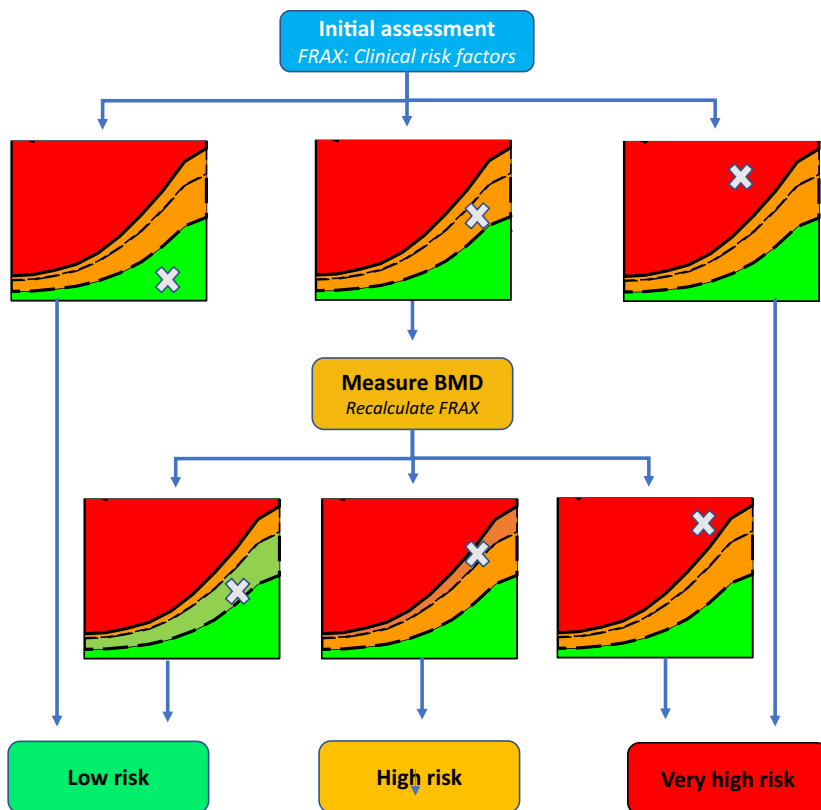 Initial assessment
FRAX: Clinical risk factors
Measure BMD
Recalculate FRAX
Low risk
High risk
Very high risk